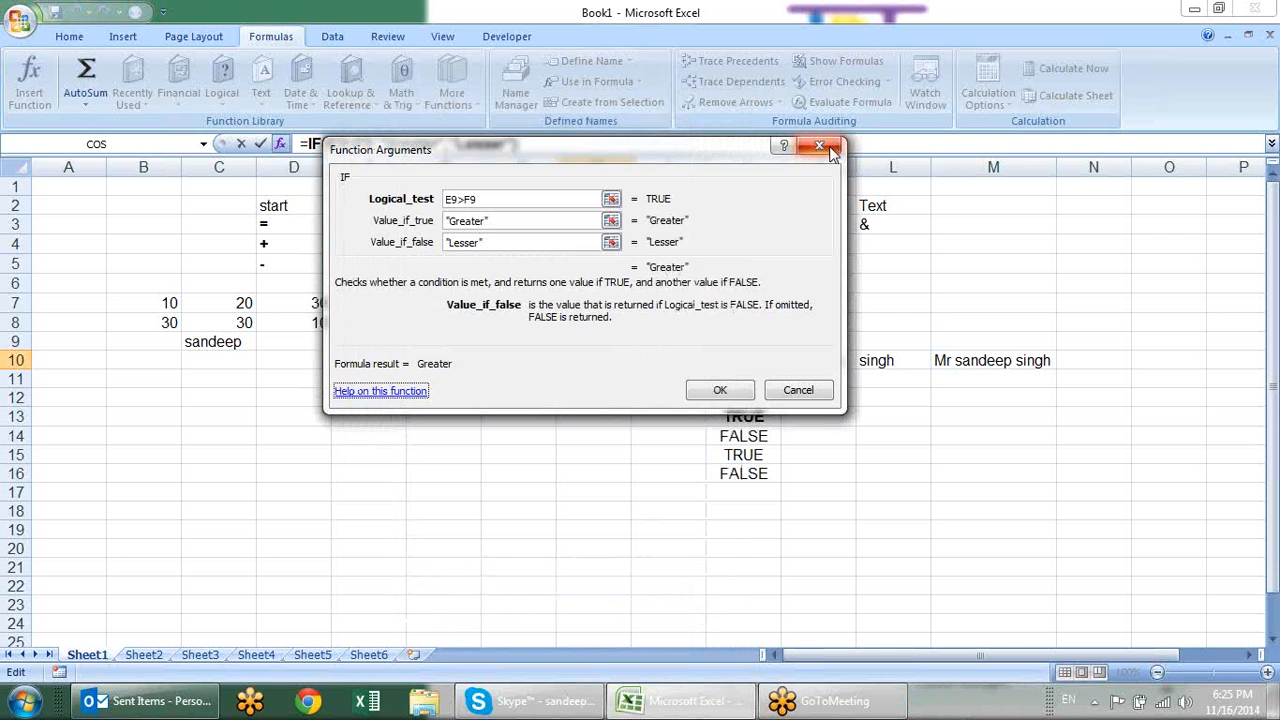 Book1 - Microsoft Excel
Home Insert Page Layout Formulas Data Review View Developer
Insert Function
AutoSum
Recently Used
Financial
Logical
Text
Date & Time
Lookup & Reference
Math & Trig
More Functions
Function Library
Name Manager
Define Name
Use in Formula
Create from Selection
Defined Names
Trace Precedents
Trace Dependents
Remove Arrows
Show Formulas
Error Checking
Evaluate Formula
Formula Auditing
Watch Window
Calculation Options
Calculate Now
Calculate Sheet
Calculation
COS
fx
=IF
Function Arguments
IF
Logical_test E9>F9 = TRUE
Value_if_true "Greater" = "Greater"
Value_if_false "Lesser" = "Lesser"
= "Greater"
Checks whether a condition is met, and returns one value if TRUE, and another value if FALSE.
Value_if_false is the value that is returned if Logical_test is FALSE. If omitted,
FALSE is returned.
Formula result = Greater
Help on this function
OK Cancel
A B C D L M N O P
1
2 start Text
3 = &
4 +
5 -
6
7 10 20
8 30 30
9 sandeep
10 singh Mr sandeep singh
11
12
13 TRUE
14 FALSE
15 TRUE
16 FALSE
17
18
19
20
21
22
23
24
25
Sheet1 Sheet2 Sheet3 Sheet4 Sheet5 Sheet6
Edit 100%
Sent Items - Perso...
Skype™ - sandeep...
Microsoft Excel - ...
GoToMeeting
EN
6:25 PM
11/16/2014